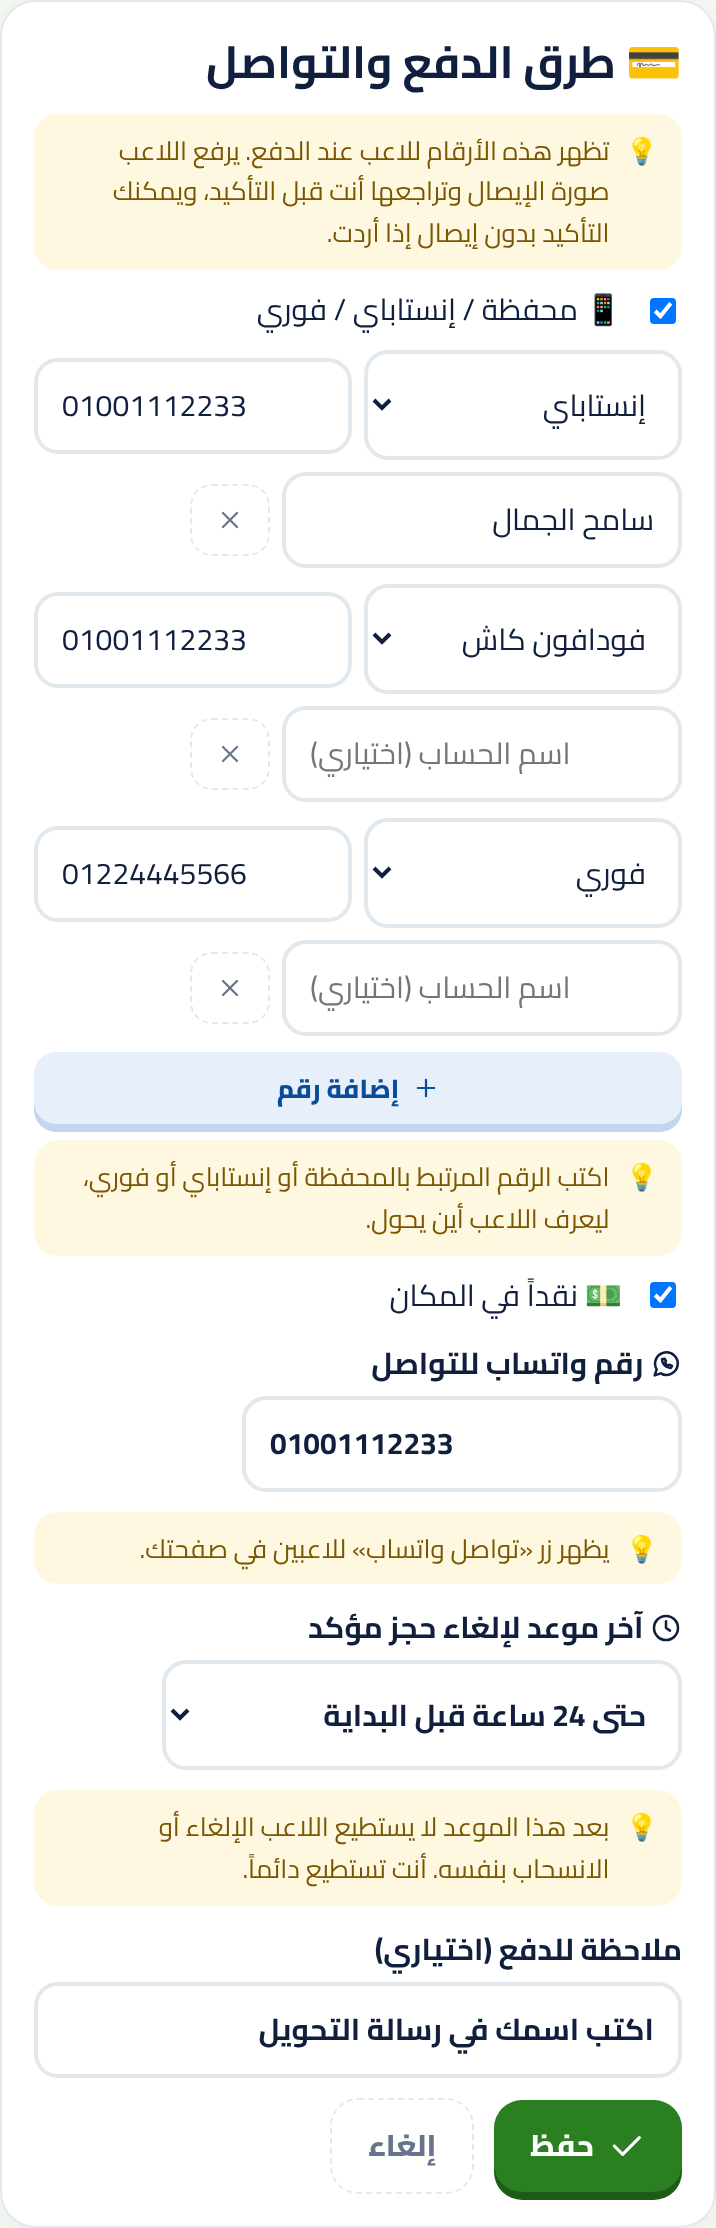 طرق الدفع والتواصل
تظهر هذه الأرقام للاعب عند الدفع. يرفع اللاعب
صورة الإيصال وتراجعها أنت قبل التأكيد، ويمكنك
التأكيد بدون إيصال إذا أردت.
محفظة / إنستاباي / فوري
إنستاباي
01001112233
سامح الجمال
فودافون كاش
01001112233
اسم الحساب (اختياري)
فوري
01224445566
اسم الحساب (اختياري)
+ إضافة رقم
اكتب الرقم المرتبط بالمحفظة أو إنستاباي أو فوري،
ليعرف اللاعب أين يحول.
نقداً في المكان
رقم واتساب للتواصل
01001112233
يظهر زر «تواصل واتساب» للاعبين في صفحتك.
آخر موعد لإلغاء حجز مؤكد
حتى 24 ساعة قبل البداية
بعد هذا الموعد لا يستطيع اللاعب الإلغاء أو
الانسحاب بنفسه. أنت تستطيع دائماً.
ملاحظة للدفع (اختياري)
اكتب اسمك في رسالة التحويل
حفظ
إلغاء